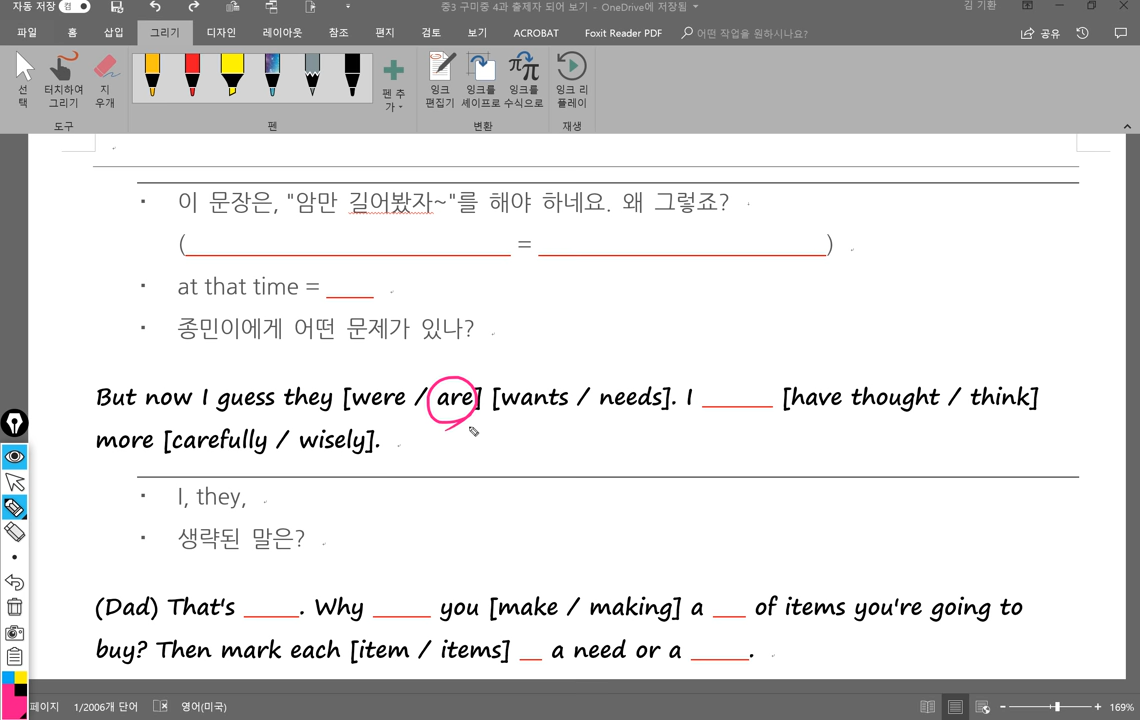 자동 저장 켬 중3 구미중 4과 출제자 되어 보기 - OneDrive에 저장됨 김 기환
파일 홈 삽입 그리기 디자인 레이아웃 참조 편지 검토 보기 ACROBAT Foxit Reader PDF 어떤 작업을 원하시나요? 공유
선택 터치하여 그리기 지우개 펜 추가 잉크 편집기 잉크를 셰이프로 잉크를 수식으로 잉크 리플레이
도구 펜 변환 재생
· 이 문장은, "암만 길어봤자~"를 해야 하네요. 왜 그렇죠?
(____ = ____)
· at that time = ____
· 종민이에게 어떤 문제가 있나?
But now I guess they [were / are] [wants / needs]. I ____ [have thought / think]
more [carefully / wisely].
· I, they,
· 생략된 말은?
(Dad) That's ____. Why ____ you [make / making] a ___ of items you're going to
buy? Then mark each [item / items] __ a need or a ____.
페이지 1/2006개 단어 영어(미국) 169%